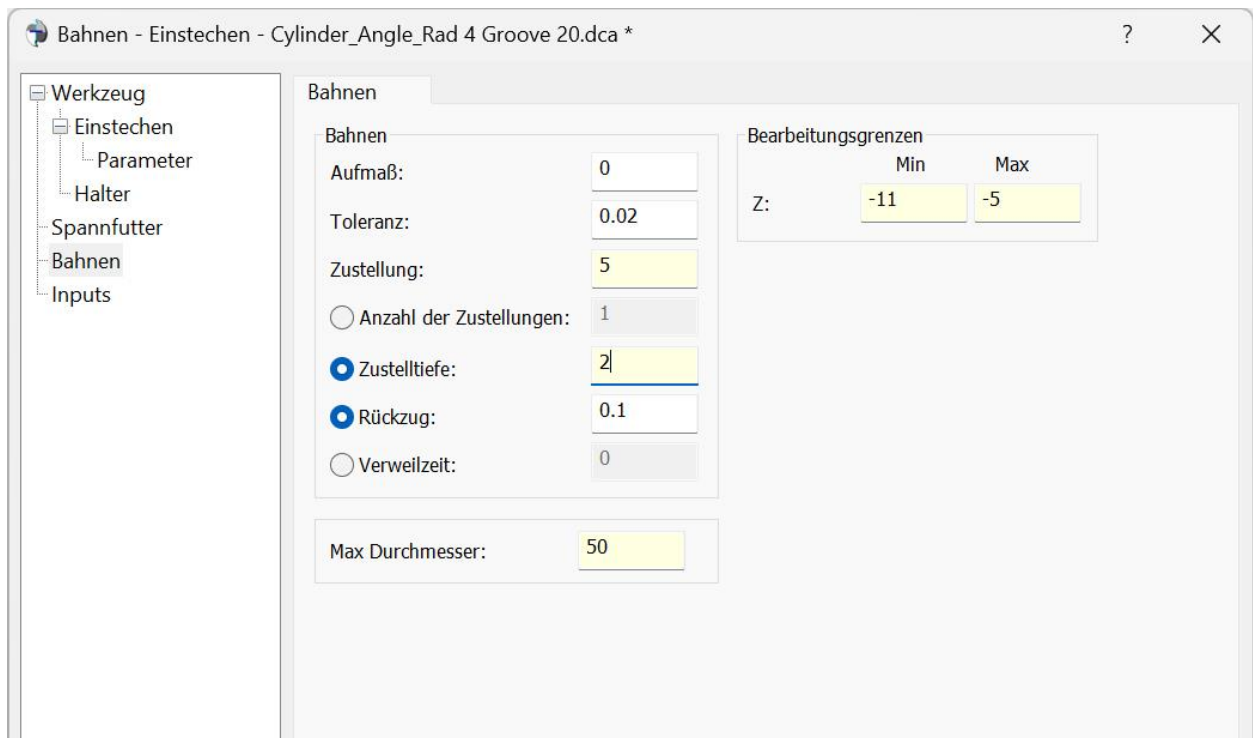 Bahnen - Einstechen - Cylinder_Angle_Rad 4 Groove 20.dca *
?
Werkzeug
Einstechen
Parameter
Halter
Spannfutter
Bahnen
Inputs
Bahnen
Bahnen
Aufmaß: 0
Toleranz: 0.02
Zustellung: 5
Anzahl der Zustellungen: 1
Zustelltiefe: 2
Rückzug: 0.1
Verweilzeit: 0
Max Durchmesser: 50
Bearbeitungsgrenzen
Min Max
Z: -11 -5